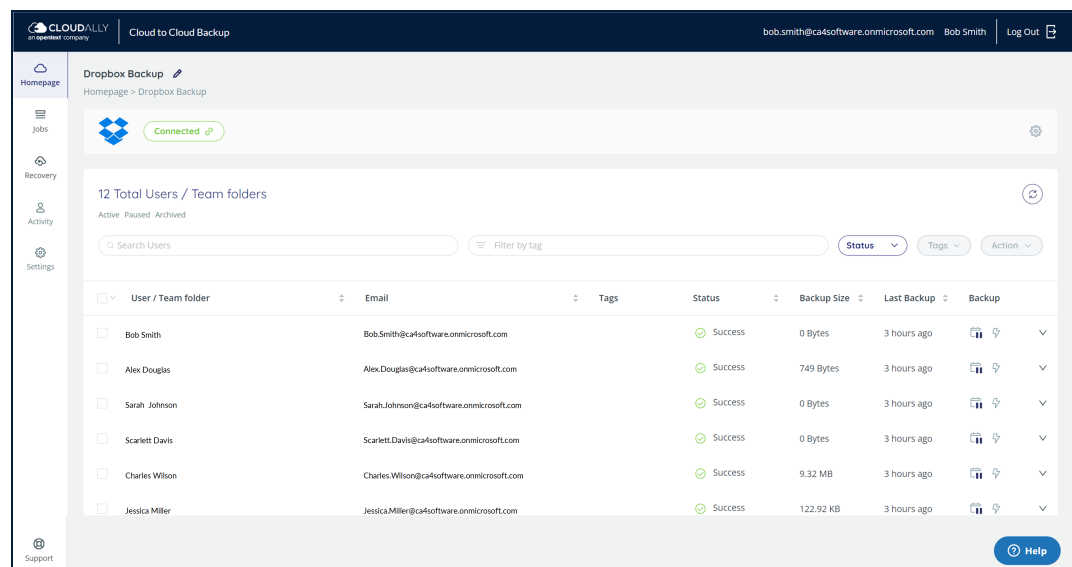 CLOUDALLY
an opentext company
Cloud to Cloud Backup
bob.smith@ca4software.onmicrosoft.com Bob Smith Log Out
Homepage
Jobs
Recovery
Activity
Settings
Support
Dropbox Backup
Homepage > Dropbox Backup
Connected
12 Total Users / Team folders
Active Paused Archived
Search Users
Filter by tag
Status
Tags
Action
User / Team folder Email Tags Status Backup Size Last Backup Backup
Bob Smith Bob.Smith@ca4software.onmicrosoft.com Success 0 Bytes 3 hours ago
Alex Douglas Alex.Douglas@ca4software.onmicrosoft.com Success 749 Bytes 3 hours ago
Sarah Johnson Sarah.Johnson@ca4software.onmicrosoft.com Success 0 Bytes 3 hours ago
Scarlett Davis Scarlett.Davis@ca4software.onmicrosoft.com Success 0 Bytes 3 hours ago
Charles Wilson Charles.Wilson@ca4software.onmicrosoft.com Success 9.32 MB 3 hours ago
Jessica Miller Jessica.Miller@ca4software.onmicrosoft.com Success 122.92 KB 3 hours ago
Help